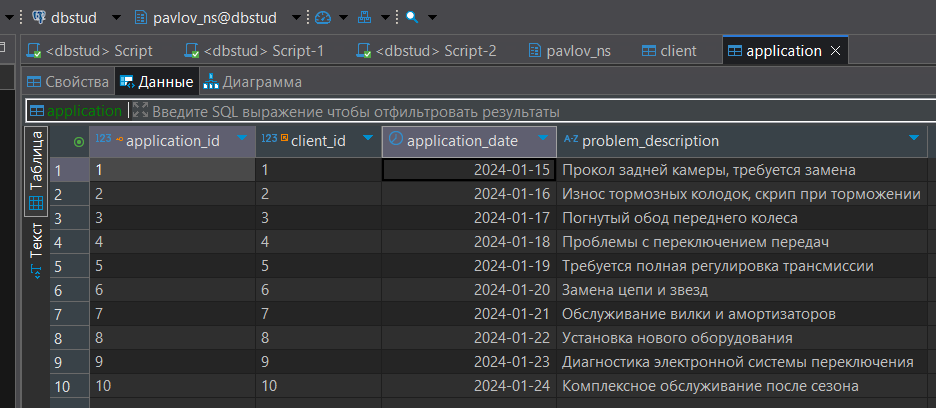 dbstud pavlov_ns@dbstud
<dbstud> Script <dbstud> Script-1 <dbstud> Script-2 pavlov_ns client application
Свойства Данные Диаграмма
application Введите SQL выражение чтобы отфильтровать результаты
Таблица
Текст
123 application_id 123 client_id application_date A-Z problem_description
1 1 1 2024-01-15 Прокол задней камеры, требуется замена
2 2 2 2024-01-16 Износ тормозных колодок, скрип при торможении
3 3 3 2024-01-17 Погнутый обод переднего колеса
4 4 4 2024-01-18 Проблемы с переключением передач
5 5 5 2024-01-19 Требуется полная регулировка трансмиссии
6 6 6 2024-01-20 Замена цепи и звезд
7 7 7 2024-01-21 Обслуживание вилки и амортизаторов
8 8 8 2024-01-22 Установка нового оборудования
9 9 9 2024-01-23 Диагностика электронной системы переключения
10 10 10 2024-01-24 Комплексное обслуживание после сезона